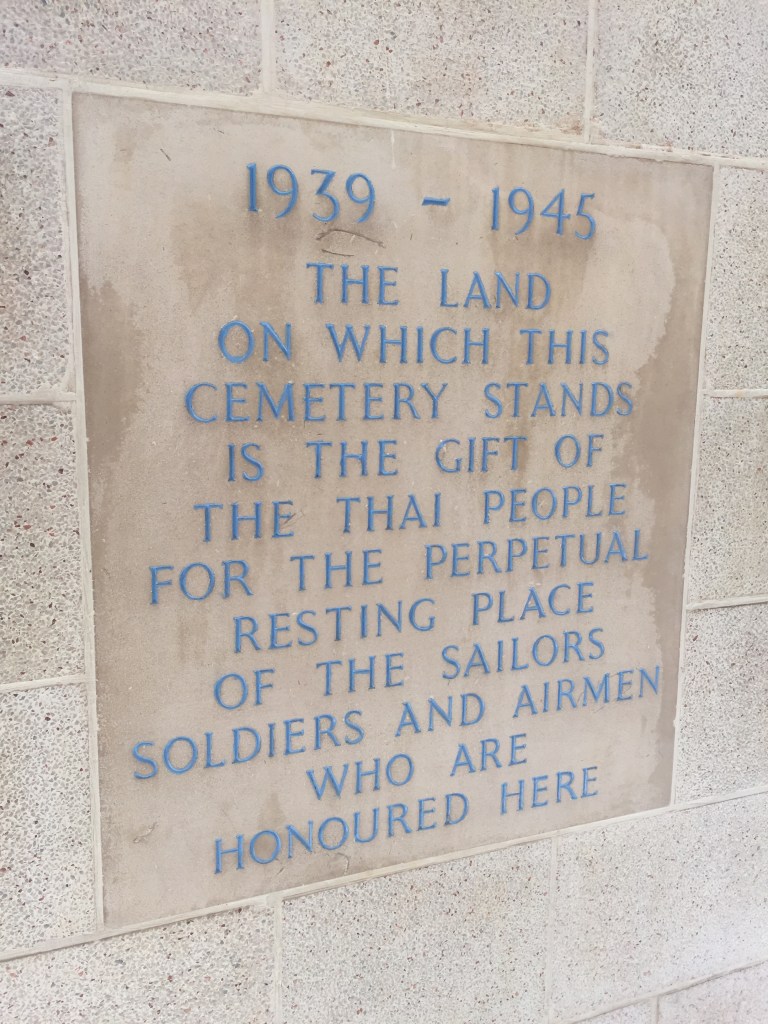 1939 - 1945
THE LAND
ON WHICH THIS
CEMETERY STANDS
IS THE GIFT OF
THE THAI PEOPLE
FOR THE PERPETUAL
RESTING PLACE
OF THE SAILORS
SOLDIERS AND AIRMEN
WHO ARE
HONOURED HERE